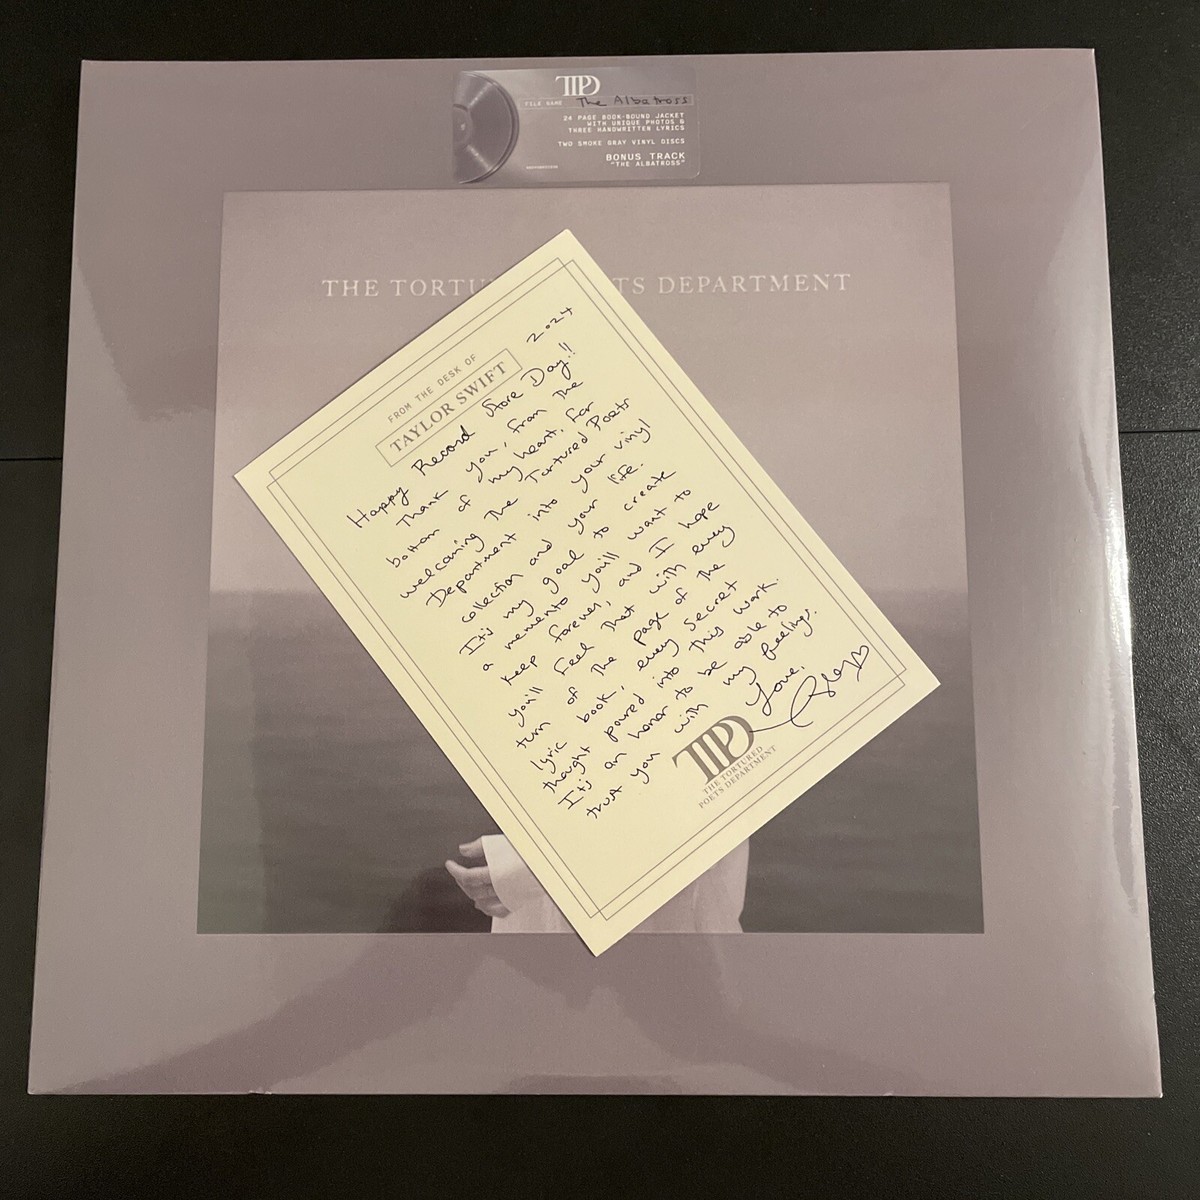 TTPD
FILE NAME The Albatross
24 PAGE BOOK-BOUND JACKET
WITH UNIQUE PHOTOS &
THREE HANDWRITTEN LYRICS
TWO SMOKE GRAY VINYL DISCS
BONUS TRACK
"THE ALBATROSS"
THE TORTU TS DEPARTMENT
FROM THE DESK OF
TAYLOR SWIFT
2024
Happy Record Store Day!!
Thank you, from the
bottom of my heart. For
welcoming The Tortured Poets
Department into your vinyl
collection and your life.
It's my goal to create
a memento you'll want to
keep forever, and I hope
you'll feel that with every
turn of the page of the
lyric book, every secret
thought poured into this work.
It's an honor to be able to
trust you with my feelings.
Love,
TTPD
THE TORTURED
POETS DEPARTMENT